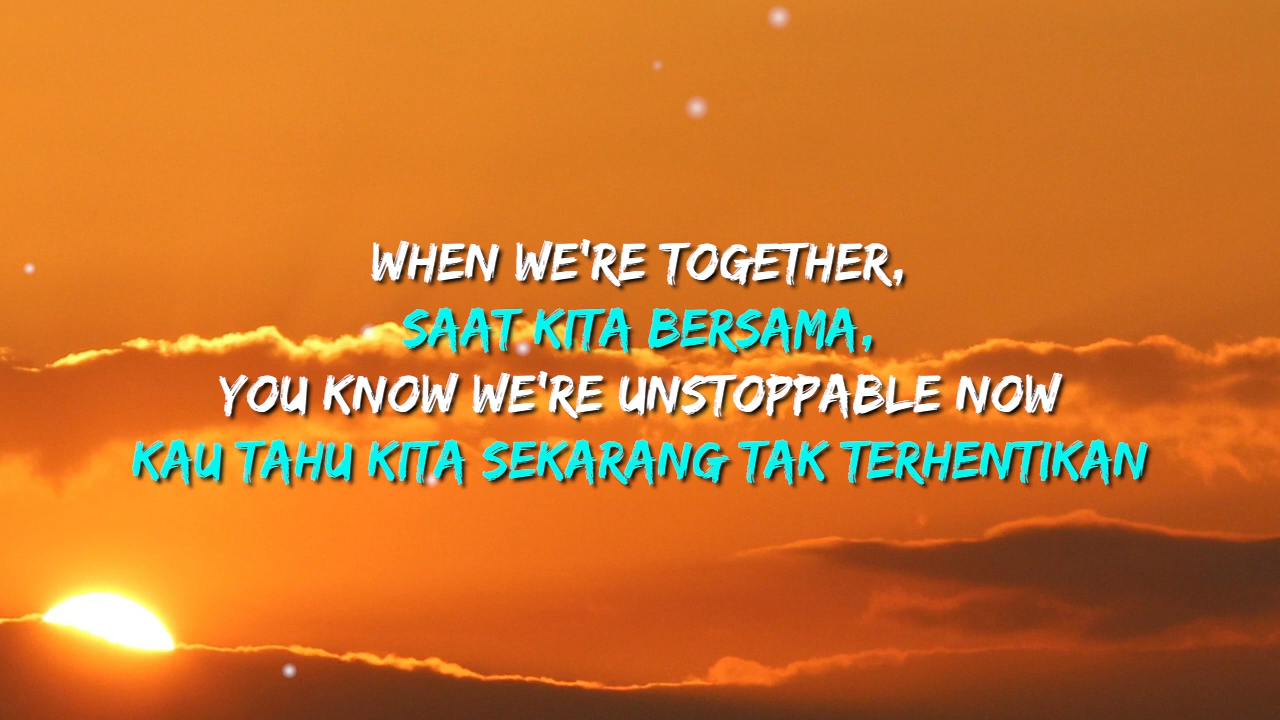 WHEN WE'RE TOGETHER,
SAAT KITA BERSAMA,
YOU KNOW WE'RE UNSTOPPABLE NOW
KAU TAHU KITA SEKARANG TAK TERHENTIKAN